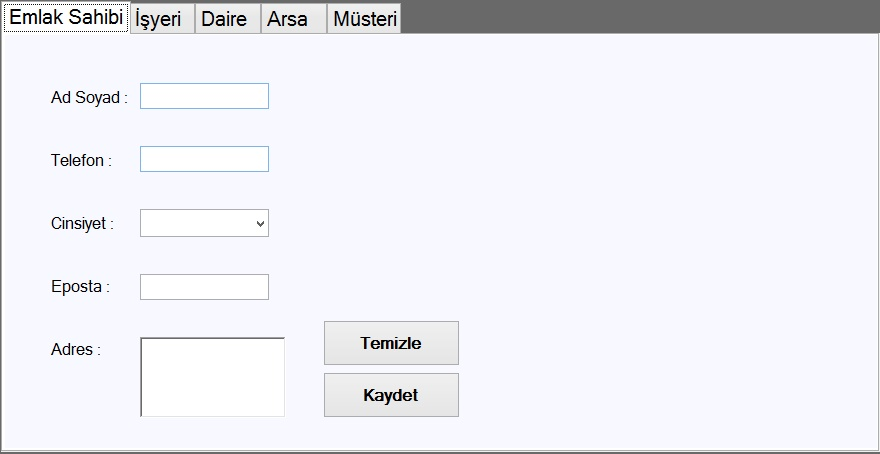 Emlak Sahibi İşyeri Daire Arsa Müsteri
Ad Soyad :
Telefon :
Cinsiyet :
Eposta :
Adres :
Temizle
Kaydet